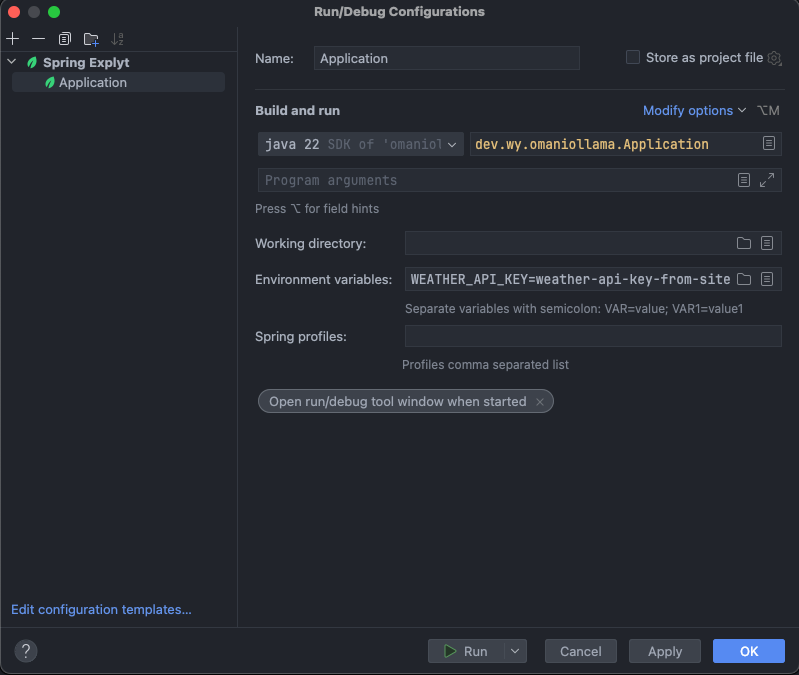 Run/Debug Configurations
Spring Explyt
Application
Name: Application
Store as project file
Build and run
Modify options ⌥M
java 22 SDK of 'omaniol
dev.wy.omaniollama.Application
Program arguments
Press ⌥ for field hints
Working directory:
Environment variables: WEATHER_API_KEY=weather-api-key-from-site
Separate variables with semicolon: VAR=value; VAR1=value1
Spring profiles:
Profiles comma separated list
Open run/debug tool window when started ×
Edit configuration templates...
? Run Cancel Apply OK